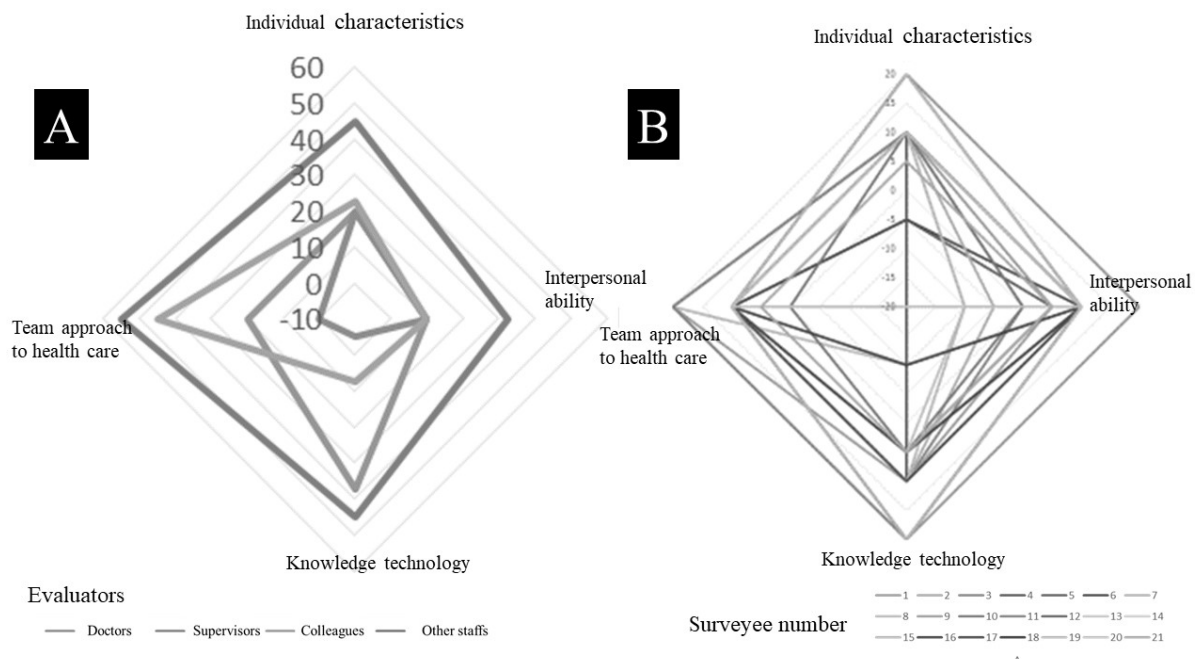 A
Individual characteristics
60
50
40
30
20
10
0
-10
Interpersonal
ability
Team approach
to health care
Knowledge technology
Evaluators
Doctors Supervisors Colleagues Other staffs
B
Individual characteristics
20
15
10
5
0
-5
-10
-15
-20
Interpersonal
ability
Team approach
to health care
Knowledge technology
Surveyee number
1 2 3 4 5 6 7
8 9 10 11 12 13 14
15 16 17 18 19 20 21